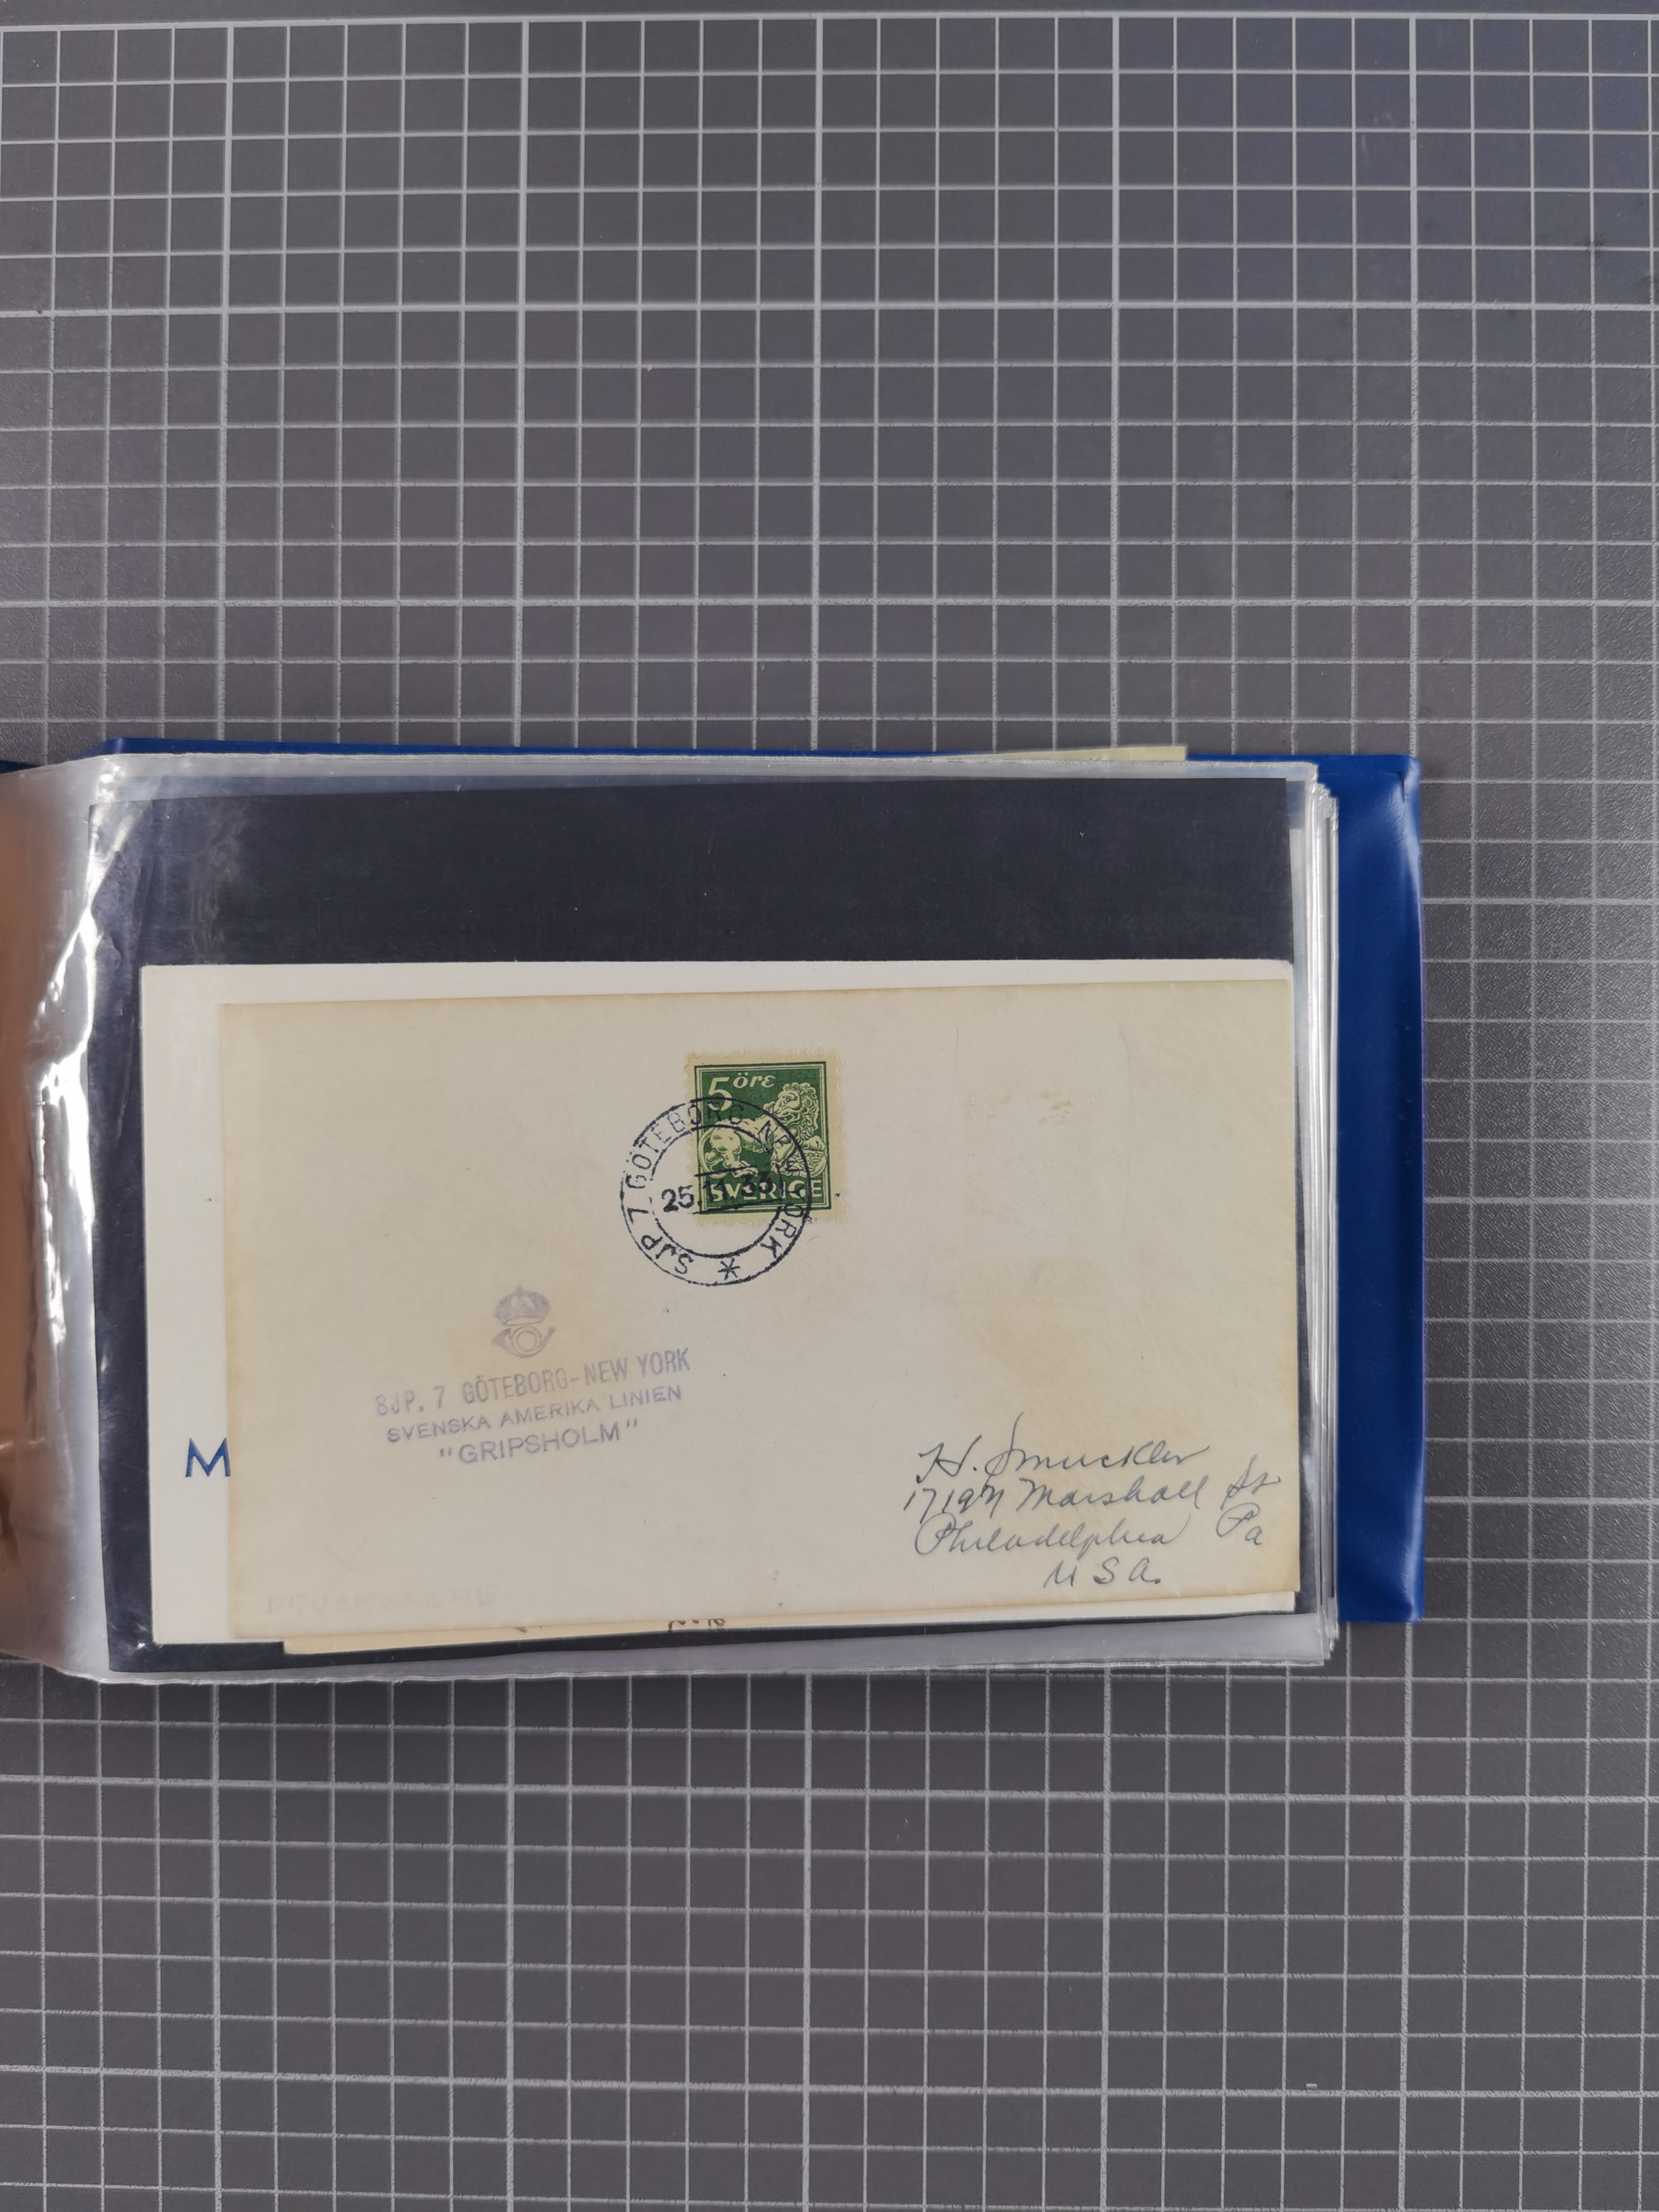 5 öre
SVERIGE
SJP 7 GÖTEBORG-NEW YORK *
SJP. 7 GÖTEBORG-NEW YORK
SVENSKA AMERIKA LINIEN
"GRIPSHOLM"
M
H. Smuckler
1719 N Marshall St
Philadelphia Pa
U S A.